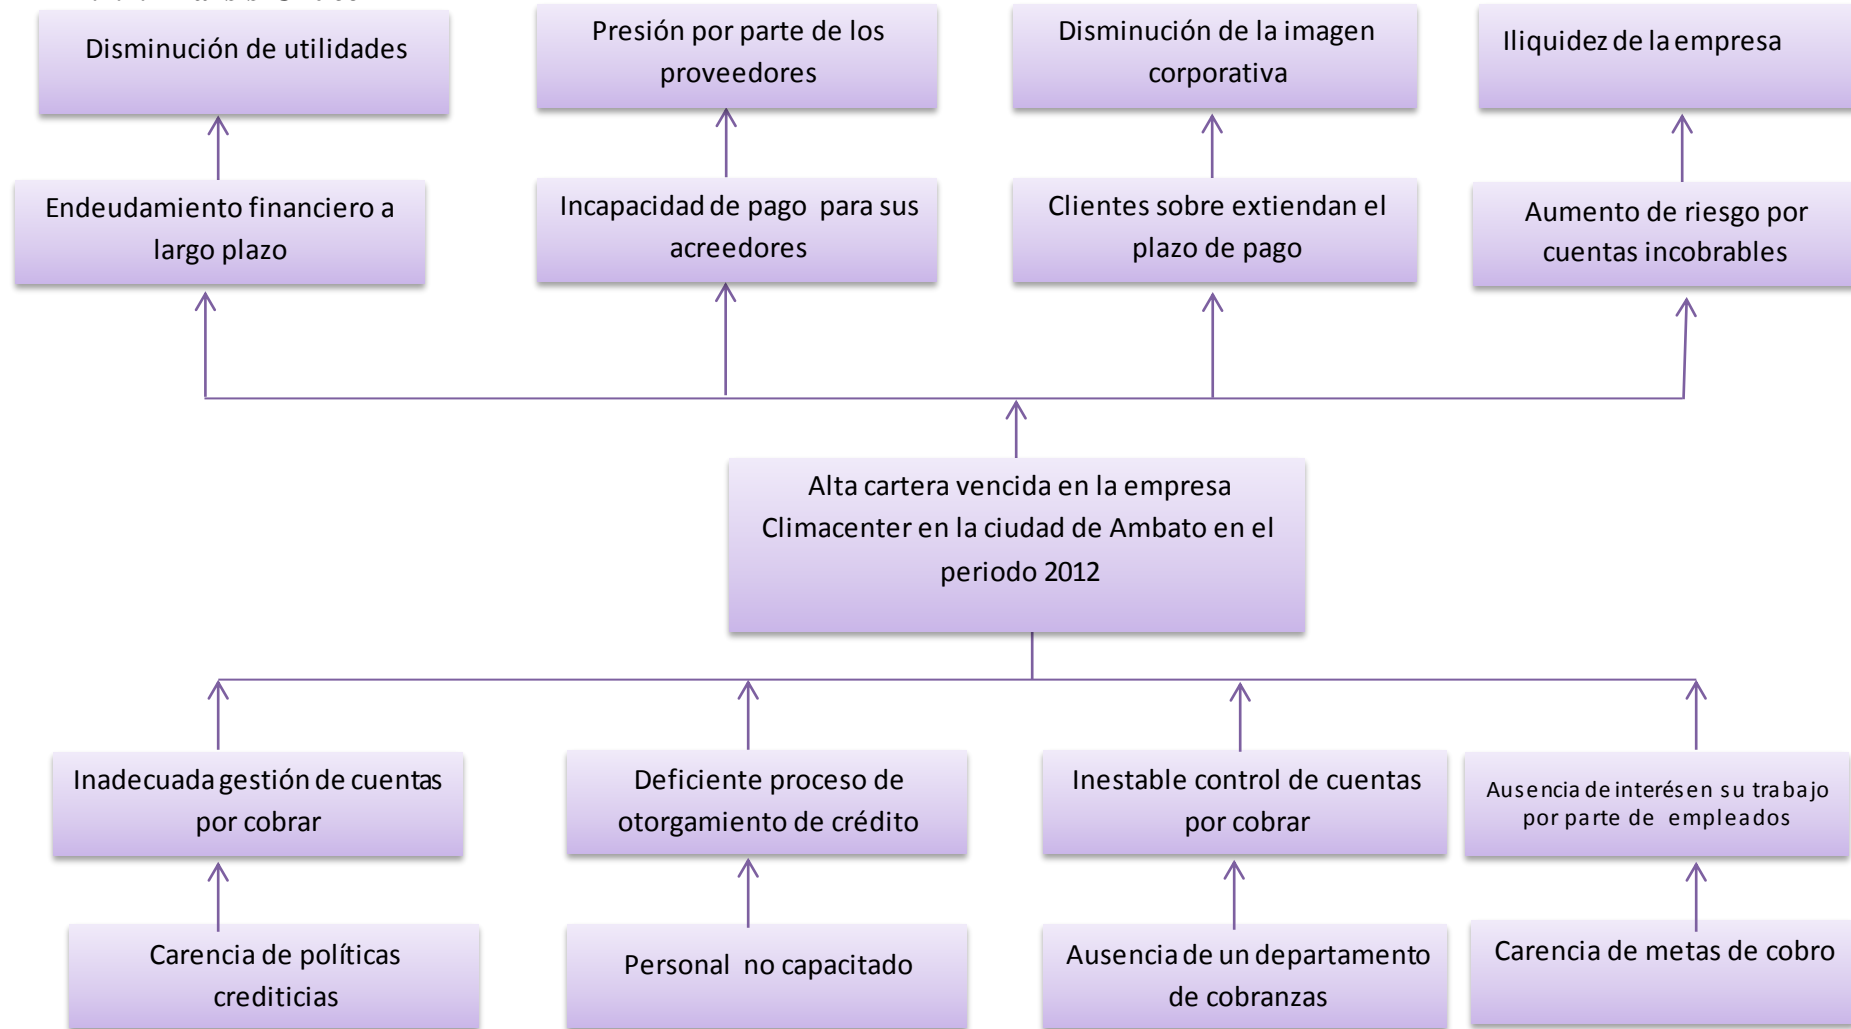 Disminución de utilidades
Presión por parte de los
proveedores
Disminución de la imagen
corporativa
Iliquidez de la empresa
Endeudamiento financiero a
largo plazo
Incapacidad de pago para sus
acreedores
Clientes sobre extiendan el
plazo de pago
Aumento de riesgo por
cuentas incobrables
Alta cartera vencida en la empresa
Climacenter en la ciudad de Ambato en el
periodo 2012
Inadecuada gestión de cuentas
por cobrar
Deficiente proceso de
otorgamiento de crédito
Inestable control de cuentas
por cobrar
Ausencia de interés en su trabajo
por parte de empleados
Carencia de políticas
crediticias
Personal no capacitado
Ausencia de un departamento
de cobranzas
Carencia de metas de cobro